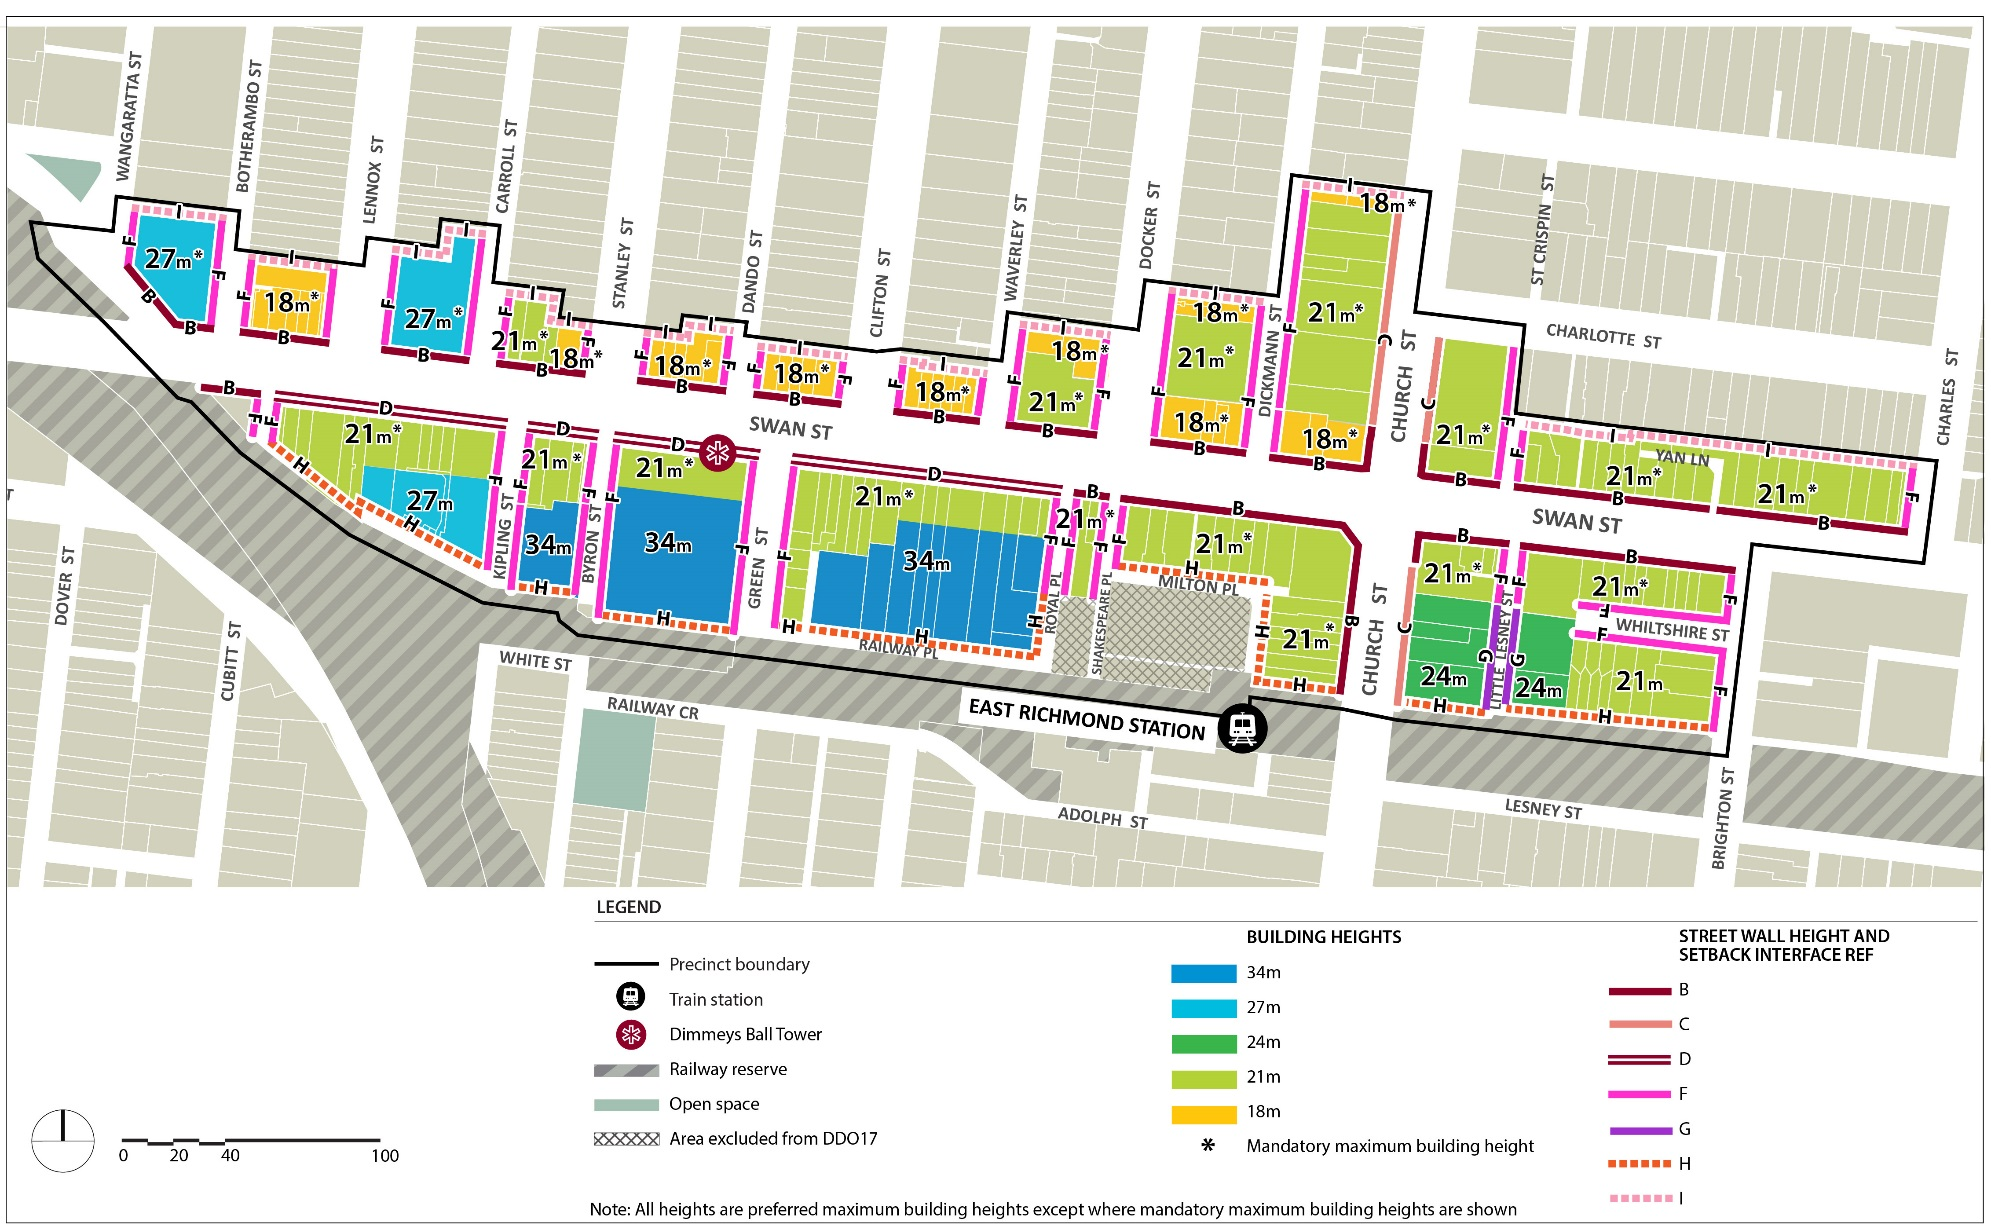 WANGARATTA ST
BOTHERAMBO ST
LENNOX ST
CARROLL ST
STANLEY ST
DANDO ST
CLIFTON ST
WAVERLEY ST
DOCKER ST
DICKMANN ST
CHURCH ST
ST CRISPIN ST
CHARLOTTE ST
CHARLES ST
I
F
27m*
F
B
B
I
F
18m*
B
I
I
F
27m*
B
I
F
I
21m*
F
18m*
B
I
I
F
18m*
F
B
I
F
18m*
F
B
I
F
18m*
B
I
18m*
F
F
21m*
B
I
18m*
21m*
F
F
18m*
B
I
18m*
21m*
F
C
18m*
B
C
F
21m*
B
I
I
F
YAN LN
21m*
21m*
F
B
B
SWAN ST
SWAN ST
B
D
F
F
21m*
H
27m
H
F
KIPLING ST
D
21m*
F
F
34m
H
BYRON ST
D
21m*
F
34m
F
H
GREEN ST
D
21m*
F
34m
F
H
H
H
RAILWAY PL
ROYAL PL
B
21m*
F
F
SHAKESPEARE PL
B
F
21m*
H
MILTON PL
H
21m*
B
H
CHURCH ST
B
21m*
F
C
24m
G
H
LITTLE LESNEY ST
B
F
21m*
F
F
WHILTSHIRE ST
F
G
24m
21m
F
H
T
DOVER ST
CUBITT ST
WHITE ST
RAILWAY CR
EAST RICHMOND STATION
ADOLPH ST
LESNEY ST
BRIGHTON ST
LEGEND
Precinct boundary
Train station
Dimmeys Ball Tower
Railway reserve
Open space
Area excluded from DDO17
BUILDING HEIGHTS
34m
27m
24m
21m
18m
* Mandatory maximum building height
STREET WALL HEIGHT AND
SETBACK INTERFACE REF
B
C
D
F
G
H
I
0 20 40 100
Note: All heights are preferred maximum building heights except where mandatory maximum building heights are shown